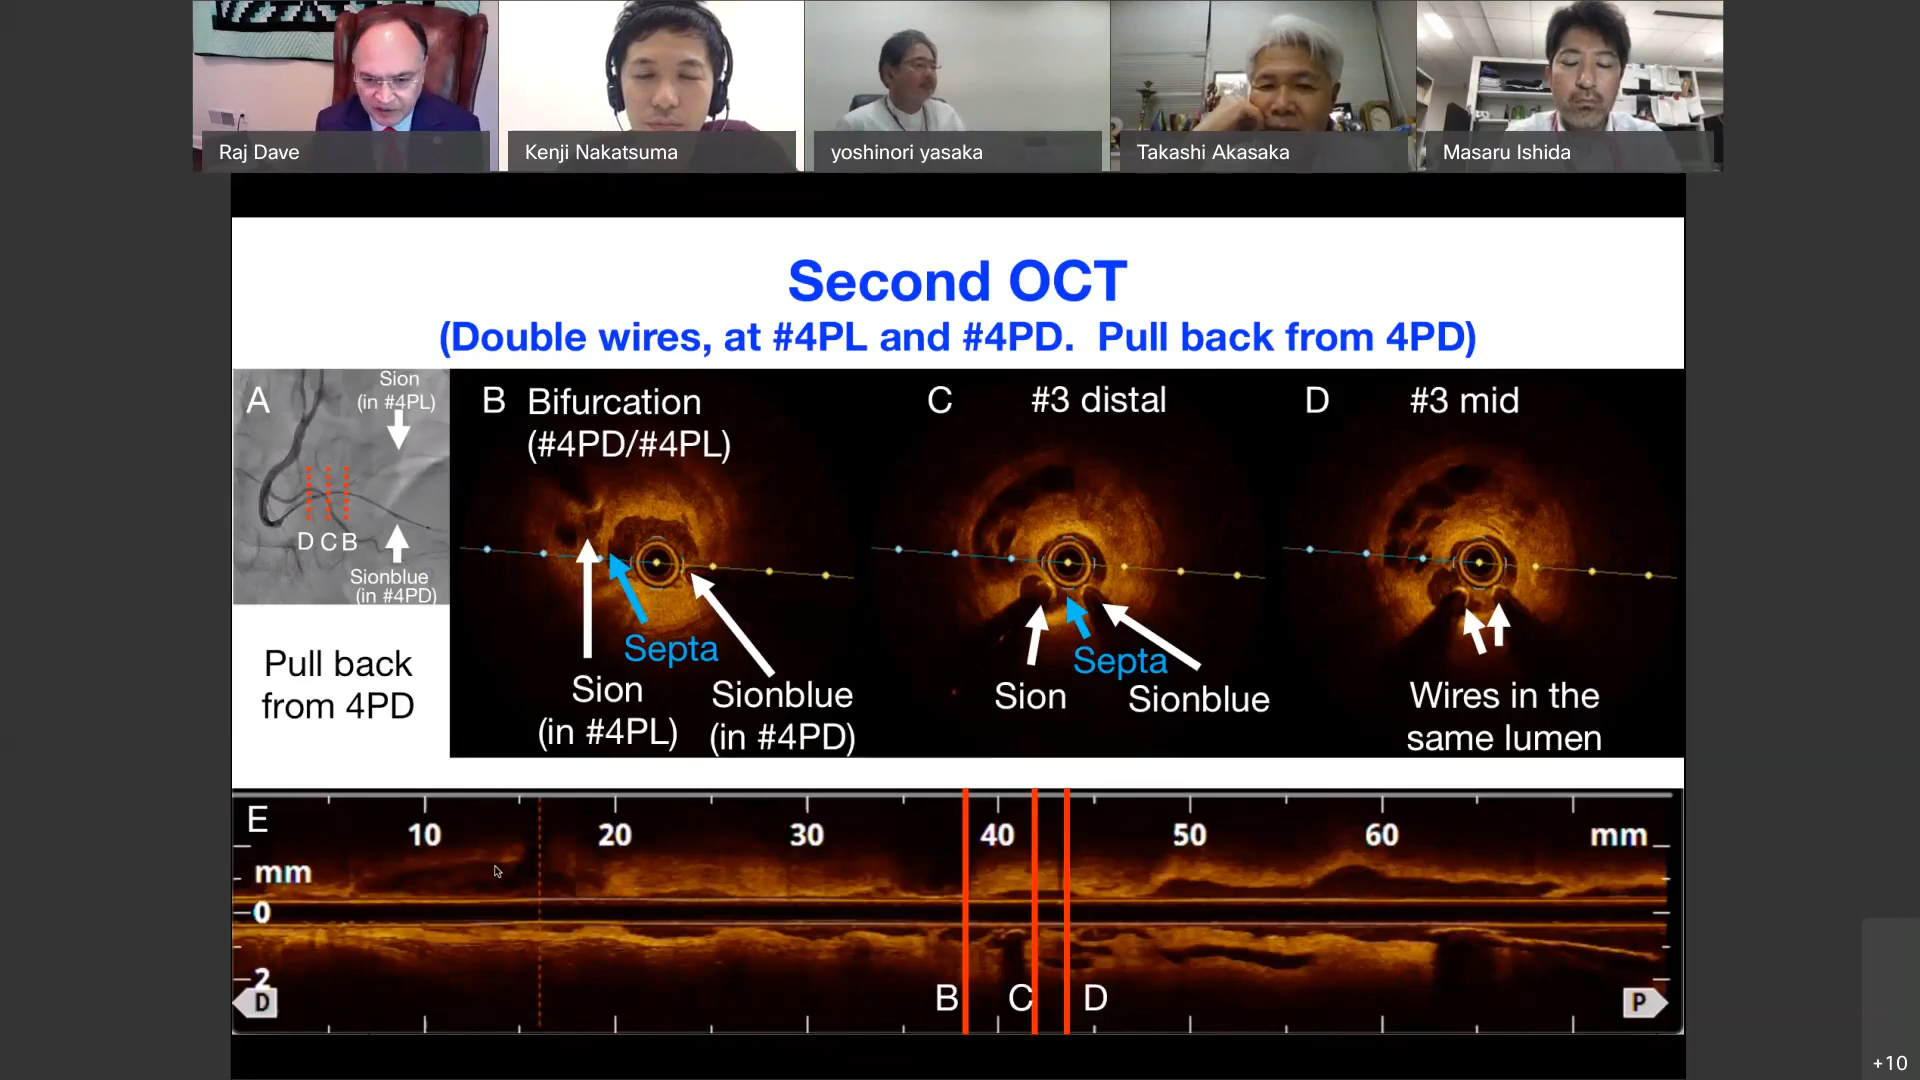 Raj Dave
Kenji Nakatsuma
yoshinori yasaka
Takashi Akasaka
Masaru Ishida
Second OCT
(Double wires, at #4PL and #4PD.  Pull back from 4PD)
A
Sion
(in #4PL)
D C B
Sionblue
(in #4PD)
Pull back
from 4PD
B Bifurcation
(#4PD/#4PL)
Septa
Sion
(in #4PL)
Sionblue
(in #4PD)
C #3 distal
Septa
Sion
Sionblue
D #3 mid
Wires in the
same lumen
E
10 20 30 40 50 60 mm
mm
0
2
B C D
D
P
+10